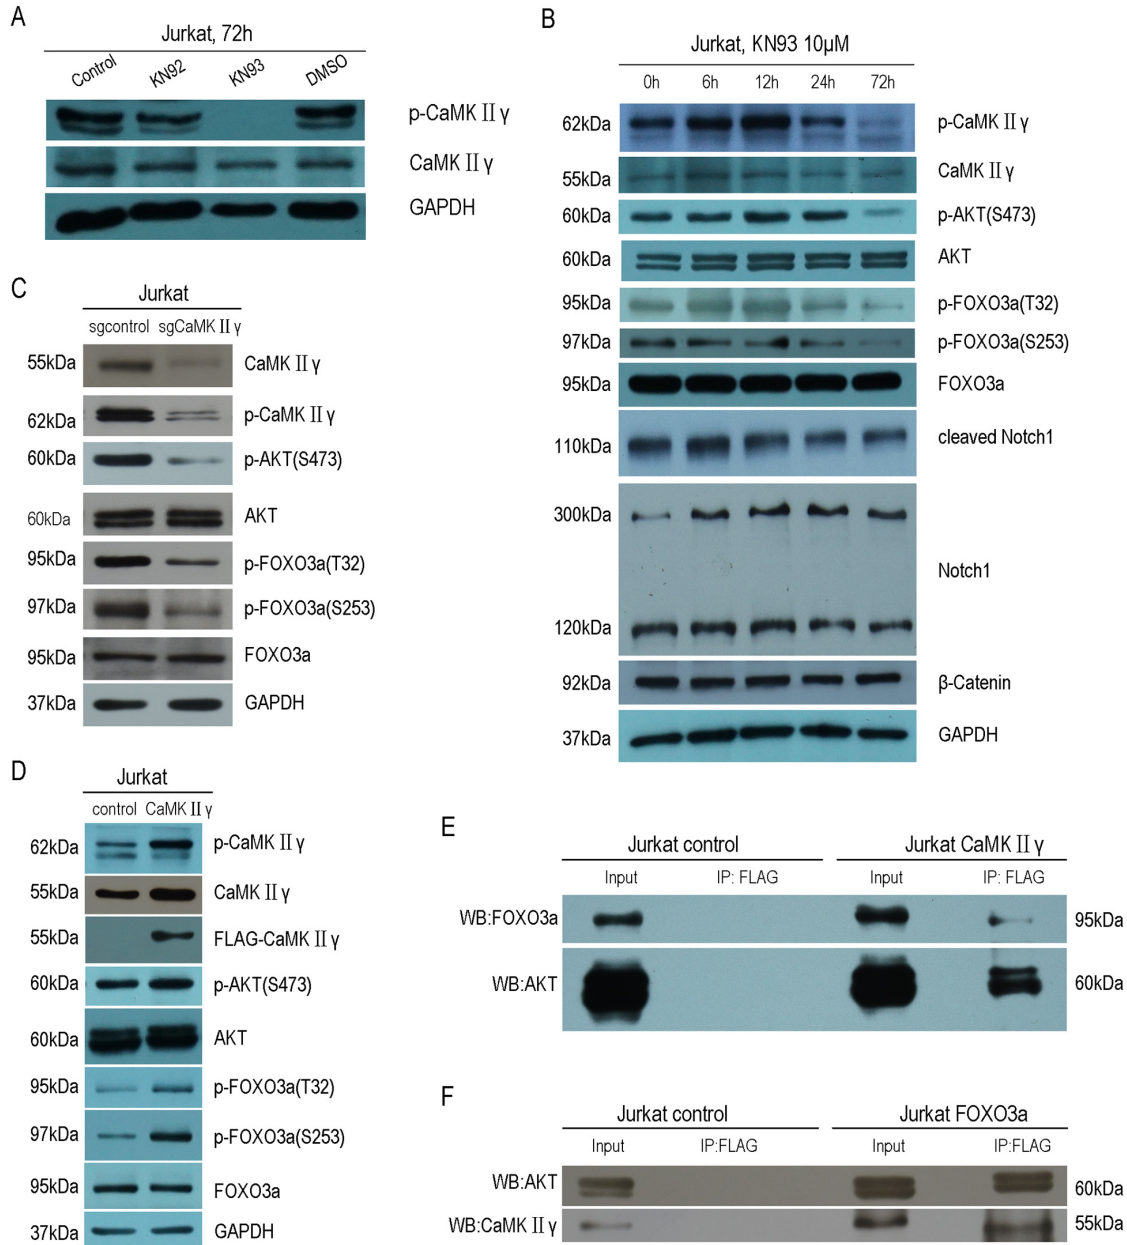 A
Jurkat, 72h
Control KN92 KN93 DMSO
p-CaMK II γ
CaMK II γ
GAPDH
B
Jurkat, KN93 10μM
0h 6h 12h 24h 72h
62kDa p-CaMK II γ
55kDa CaMK II γ
60kDa p-AKT(S473)
60kDa AKT
95kDa p-FOXO3a(T32)
97kDa p-FOXO3a(S253)
95kDa FOXO3a
110kDa cleaved Notch1
300kDa
Notch1
120kDa
92kDa β-Catenin
37kDa GAPDH
C
Jurkat
sgcontrol sgCaMK II γ
55kDa CaMK II γ
62kDa p-CaMK II γ
60kDa p-AKT(S473)
60kDa AKT
95kDa p-FOXO3a(T32)
97kDa p-FOXO3a(S253)
95kDa FOXO3a
37kDa GAPDH
D
Jurkat
control CaMK II γ
62kDa p-CaMK II γ
55kDa CaMK II γ
55kDa FLAG-CaMK II γ
60kDa p-AKT(S473)
60kDa AKT
95kDa p-FOXO3a(T32)
97kDa p-FOXO3a(S253)
95kDa FOXO3a
37kDa GAPDH
E
Jurkat control Jurkat CaMK II γ
Input IP: FLAG Input IP: FLAG
WB:FOXO3a 95kDa
WB:AKT 60kDa
F
Jurkat control Jurkat FOXO3a
Input IP:FLAG Input IP:FLAG
WB:AKT 60kDa
WB:CaMK II γ 55kDa